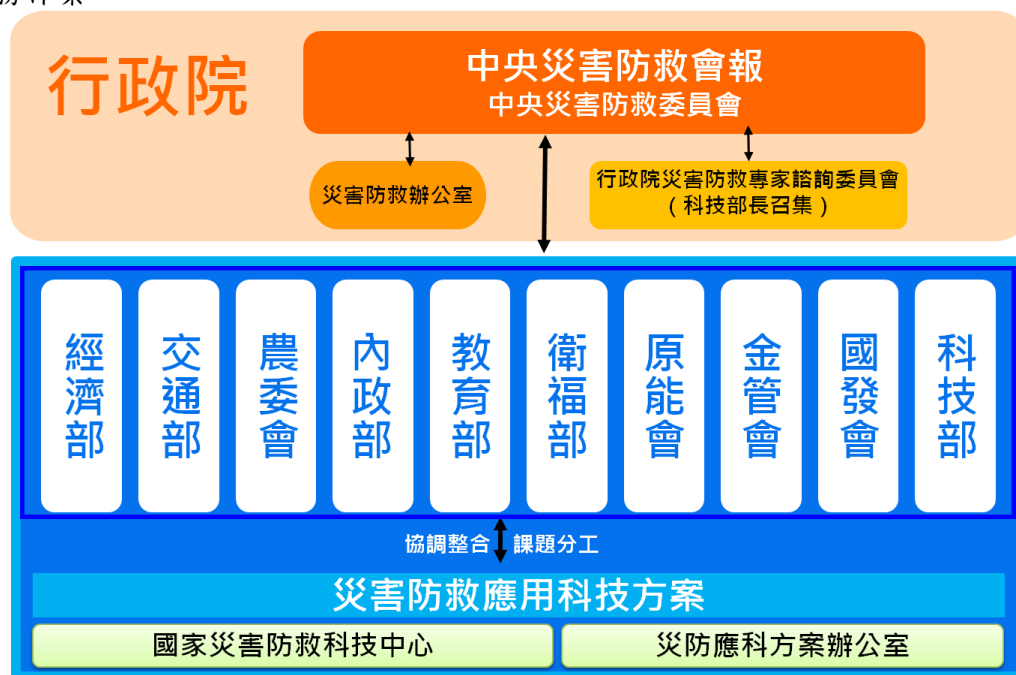 行政院
中央災害防救會報
中央災害防救委員會
災害防救辦公室
行政院災害防救專家諮詢委員會
(科技部長召集)
經濟部
交通部
農委會
內政部
教育部
衛福部
原能會
金管會
國發會
科技部
協調整合 課題分工
災害防救應用科技方案
國家災害防救科技中心
災防應科方案辦公室